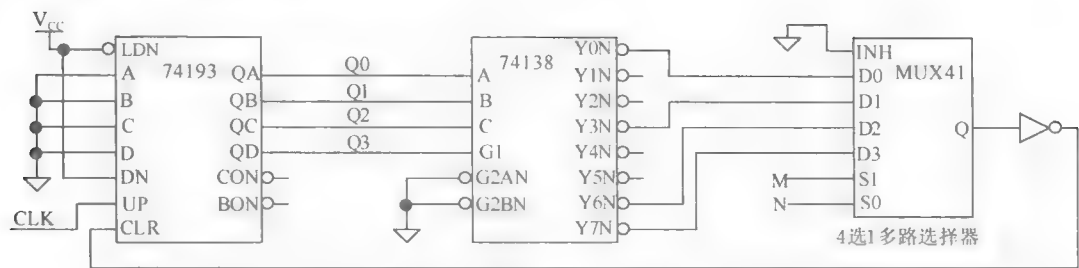 V_CC
LDN
A
B
C
D
DN
UP
CLR
CLK
74193
QA
QB
QC
QD
CON
BON
Q0
Q1
Q2
Q3
A
B
C
G1
G2AN
G2BN
74138
Y0N
Y1N
Y2N
Y3N
Y4N
Y5N
Y6N
Y7N
INH
D0
D1
D2
D3
S1
S0
MUX41
Q
M
N
4选1多路选择器